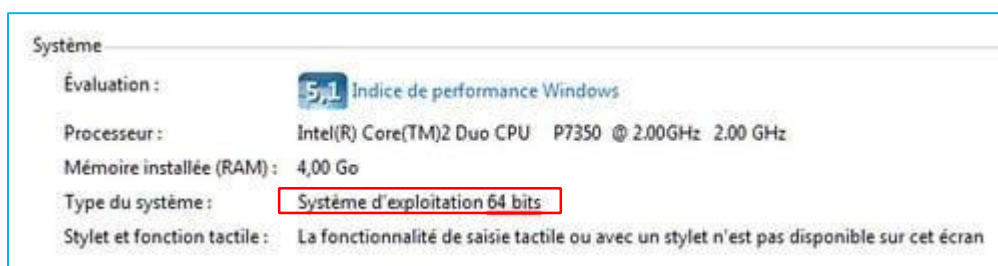 Système
Évaluation :
5,1 Indice de performance Windows
Processeur :
Intel(R) Core(TM)2 Duo CPU P7350 @ 2.00GHz 2.00 GHz
Mémoire installée (RAM) :
4,00 Go
Type du système :
Système d'exploitation 64 bits
Stylet et fonction tactile :
La fonctionnalité de saisie tactile ou avec un stylet n'est pas disponible sur cet écran